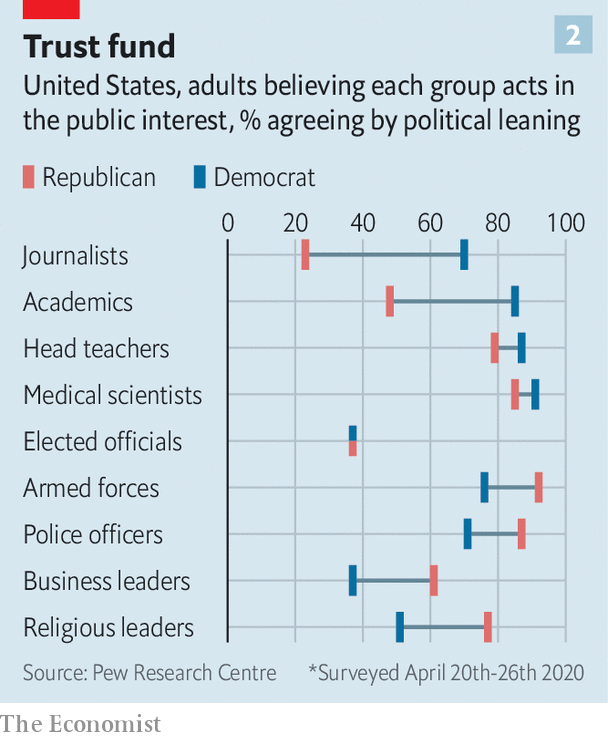 Trust fund
2
United States, adults believing each group acts in
the public interest, % agreeing by political leaning
Republican Democrat
0 20 40 60 80 100
Journalists
Academics
Head teachers
Medical scientists
Elected officials
Armed forces
Police officers
Business leaders
Religious leaders
Source: Pew Research Centre *Surveyed April 20th-26th 2020
The Economist